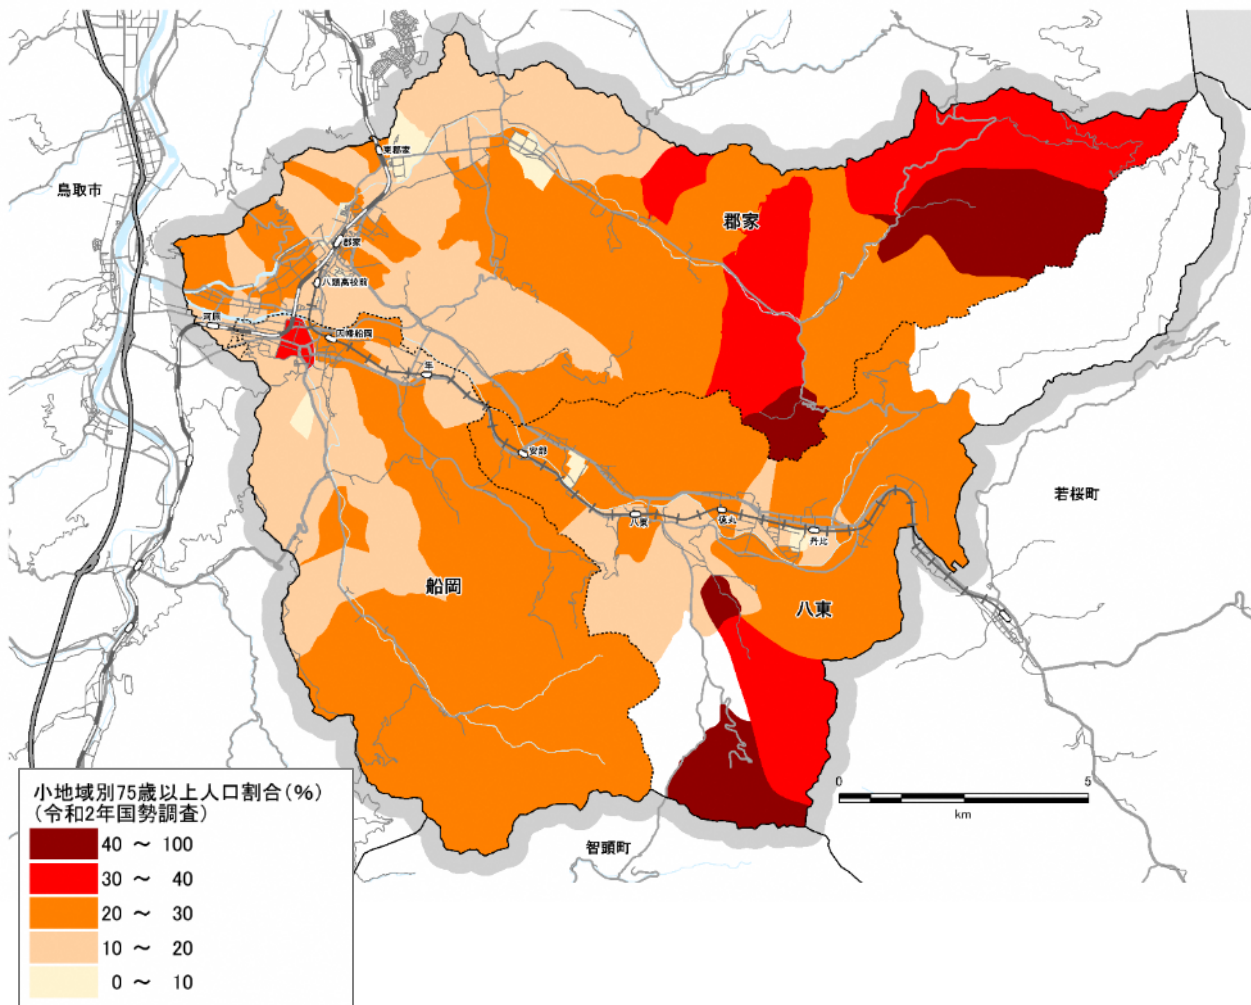 鳥取市
東郡家
郡家
郡家
八頭高校前
河原
因幡船岡
隼
安部
八東
徳丸
丹比
若桜町
船岡
八東
智頭町
0
5
km
小地域別75歳以上人口割合(%)
(令和2年国勢調査)
40 ～ 100
30 ～ 40
20 ～ 30
10 ～ 20
0 ～ 10